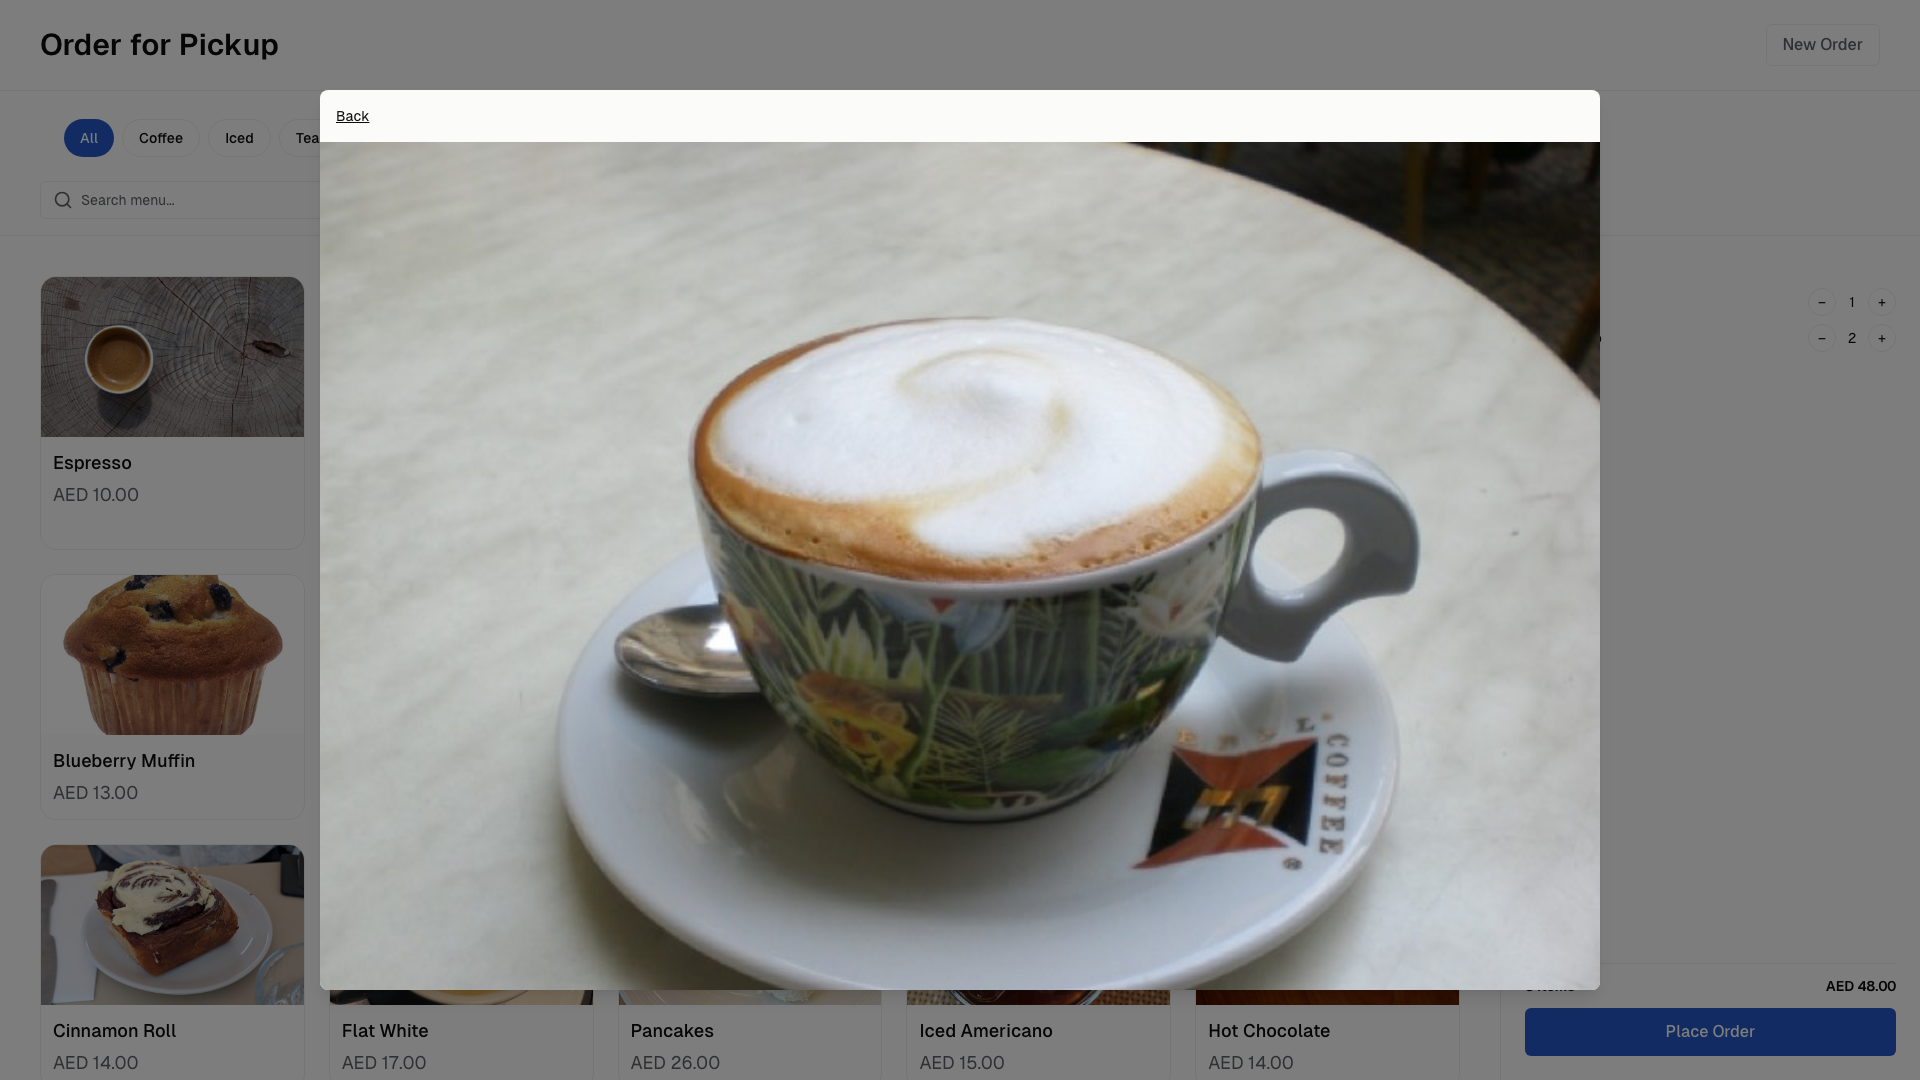 Order for Pickup
New Order
Back
All
Coffee
Iced
Tea
Search menu...
− 1 +
− 2 +
Espresso
AED 10.00
Blueberry Muffin
AED 13.00
COFFEE
AED 48.00
Place Order
Cinnamon Roll
AED 14.00
Flat White
AED 17.00
Pancakes
AED 26.00
Iced Americano
AED 15.00
Hot Chocolate
AED 14.00